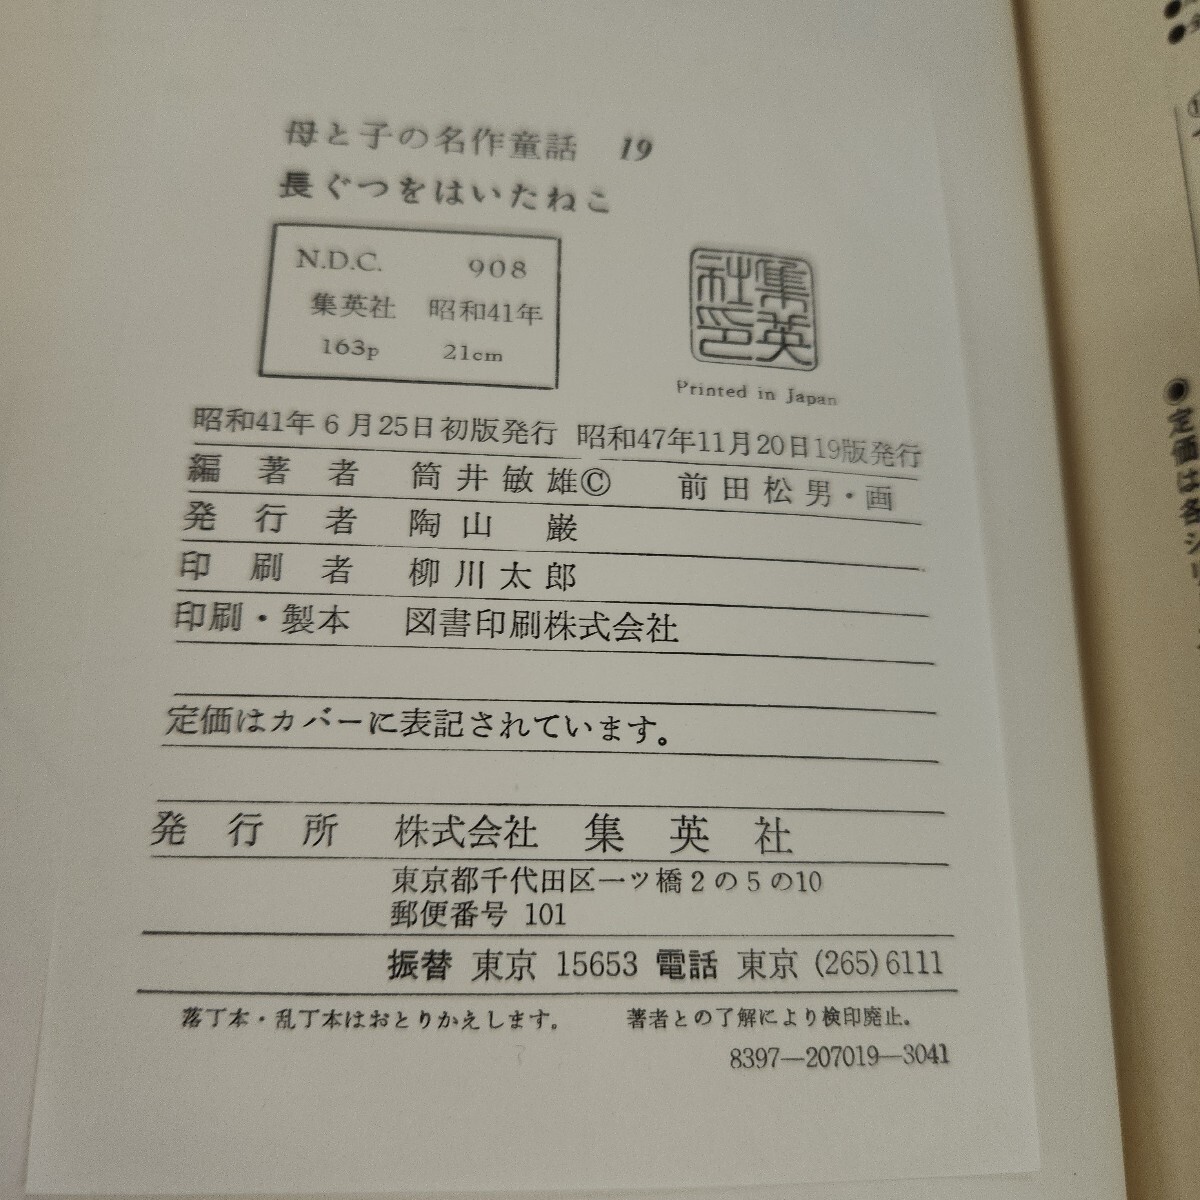 母と子の名作童話 19
長ぐつをはいたねこ
N.D.C. 908
集英社 昭和41年
163p 21cm
集英社印
Printed in Japan
昭和41年6月25日初版発行 昭和47年11月20日19版発行
編著者 筒井敏雄© 前田松男・画
発行者 陶山 巌
印刷者 柳川太郎
印刷・製本 図書印刷株式会社
定価はカバーに表記されています。
発行所 株式会社 集英社
東京都千代田区一ツ橋2の5の10
郵便番号 101
振替 東京 15653 電話 東京 (265)6111
落丁本・乱丁本はおとりかえします。 著者との了解により検印廃止。
8397—207019—3041
●定価は各シリ